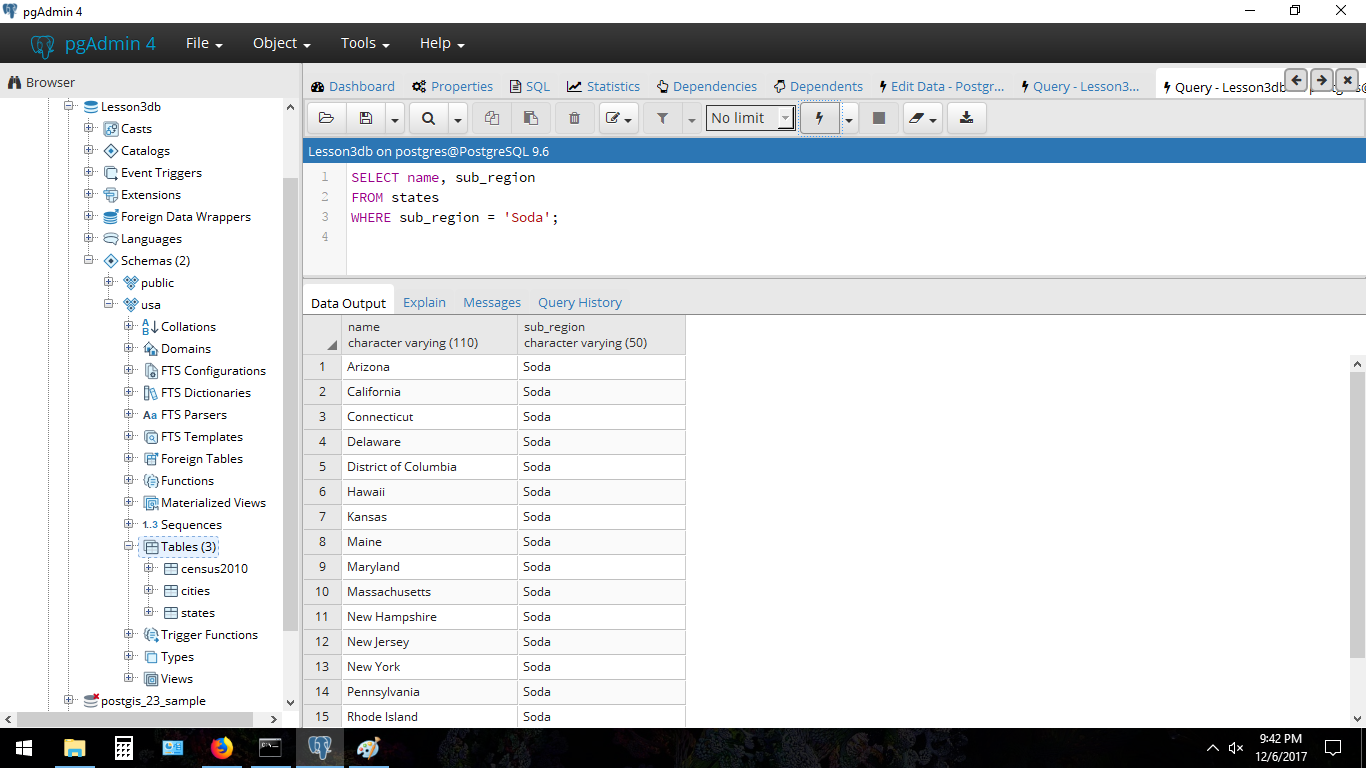 pgAdmin 4
pgAdmin 4 File Object Tools Help
Browser
Lesson3db
Casts
Catalogs
Event Triggers
Extensions
Foreign Data Wrappers
Languages
Schemas (2)
public
usa
Collations
Domains
FTS Configurations
FTS Dictionaries
Aa FTS Parsers
FTS Templates
Foreign Tables
Functions
Materialized Views
1..3 Sequences
Tables (3)
census2010
cities
states
Trigger Functions
Types
Views
postgis_23_sample
Dashboard Properties SQL Statistics Dependencies Dependents Edit Data - Postgr... Query - Lesson3... Query - Lesson3db
No limit
Lesson3db on postgres@PostgreSQL 9.6
1 SELECT name, sub_region
2 FROM states
3 WHERE sub_region = 'Soda';
4
Data Output Explain Messages Query History
name sub_region
character varying (110) character varying (50)
1 Arizona Soda
2 California Soda
3 Connecticut Soda
4 Delaware Soda
5 District of Columbia Soda
6 Hawaii Soda
7 Kansas Soda
8 Maine Soda
9 Maryland Soda
10 Massachusetts Soda
11 New Hampshire Soda
12 New Jersey Soda
13 New York Soda
14 Pennsylvania Soda
15 Rhode Island Soda
9:42 PM
12/6/2017